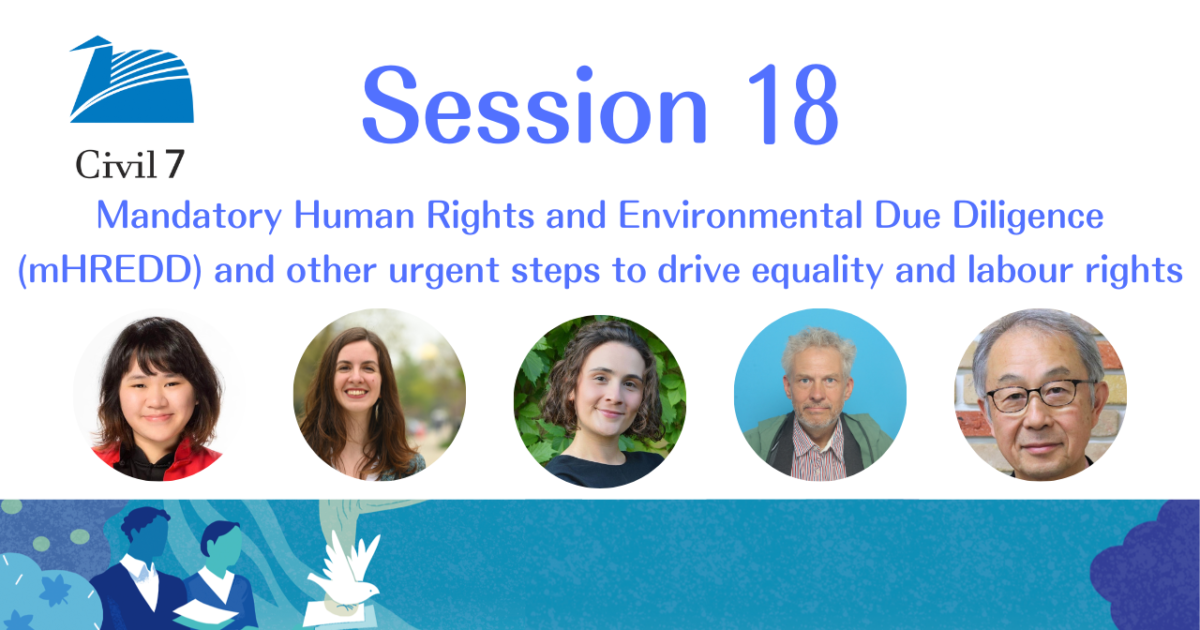 Civil 7
Session 18
Mandatory Human Rights and Environmental Due Diligence
(mHREDD) and other urgent steps to drive equality and labour rights